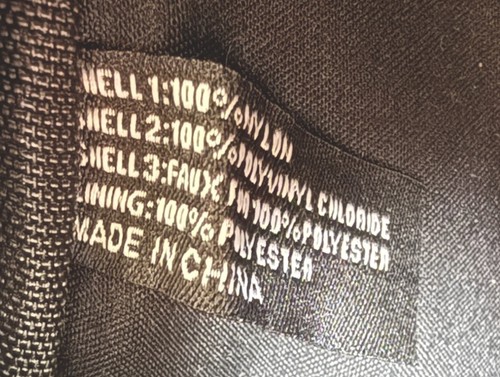 SHELL 1:100% NYLON
SHELL 2:100% POLYVINYL CHLORIDE
SHELL 3:FAUX 100% POLYESTER
LINING:100% POLYESTER
MADE IN CHINA